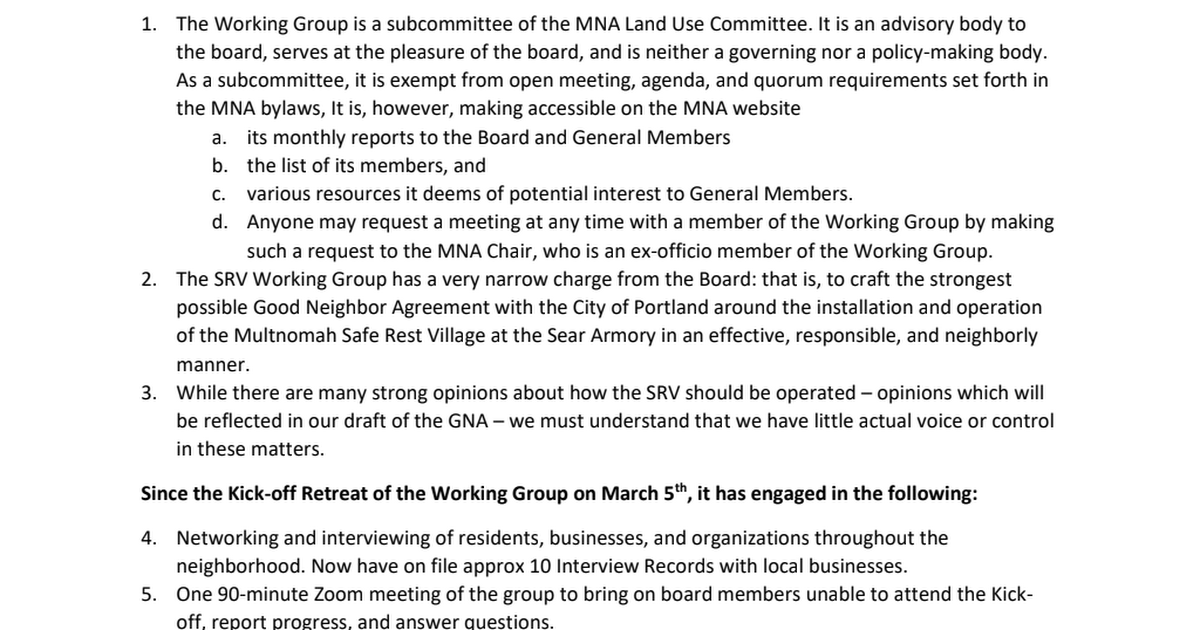 1. The Working Group is a subcommittee of the MNA Land Use Committee. It is an advisory body to
the board, serves at the pleasure of the board, and is neither a governing nor a policy-making body.
As a subcommittee, it is exempt from open meeting, agenda, and quorum requirements set forth in
the MNA bylaws, It is, however, making accessible on the MNA website
a. its monthly reports to the Board and General Members
b. the list of its members, and
c. various resources it deems of potential interest to General Members.
d. Anyone may request a meeting at any time with a member of the Working Group by making
such a request to the MNA Chair, who is an ex-officio member of the Working Group.
2. The SRV Working Group has a very narrow charge from the Board: that is, to craft the strongest
possible Good Neighbor Agreement with the City of Portland around the installation and operation
of the Multnomah Safe Rest Village at the Sear Armory in an effective, responsible, and neighborly
manner.
3. While there are many strong opinions about how the SRV should be operated – opinions which will
be reflected in our draft of the GNA – we must understand that we have little actual voice or control
in these matters.
Since the Kick-off Retreat of the Working Group on March 5th, it has engaged in the following:
4. Networking and interviewing of residents, businesses, and organizations throughout the
neighborhood. Now have on file approx 10 Interview Records with local businesses.
5. One 90-minute Zoom meeting of the group to bring on board members unable to attend the Kick-
off, report progress, and answer questions.